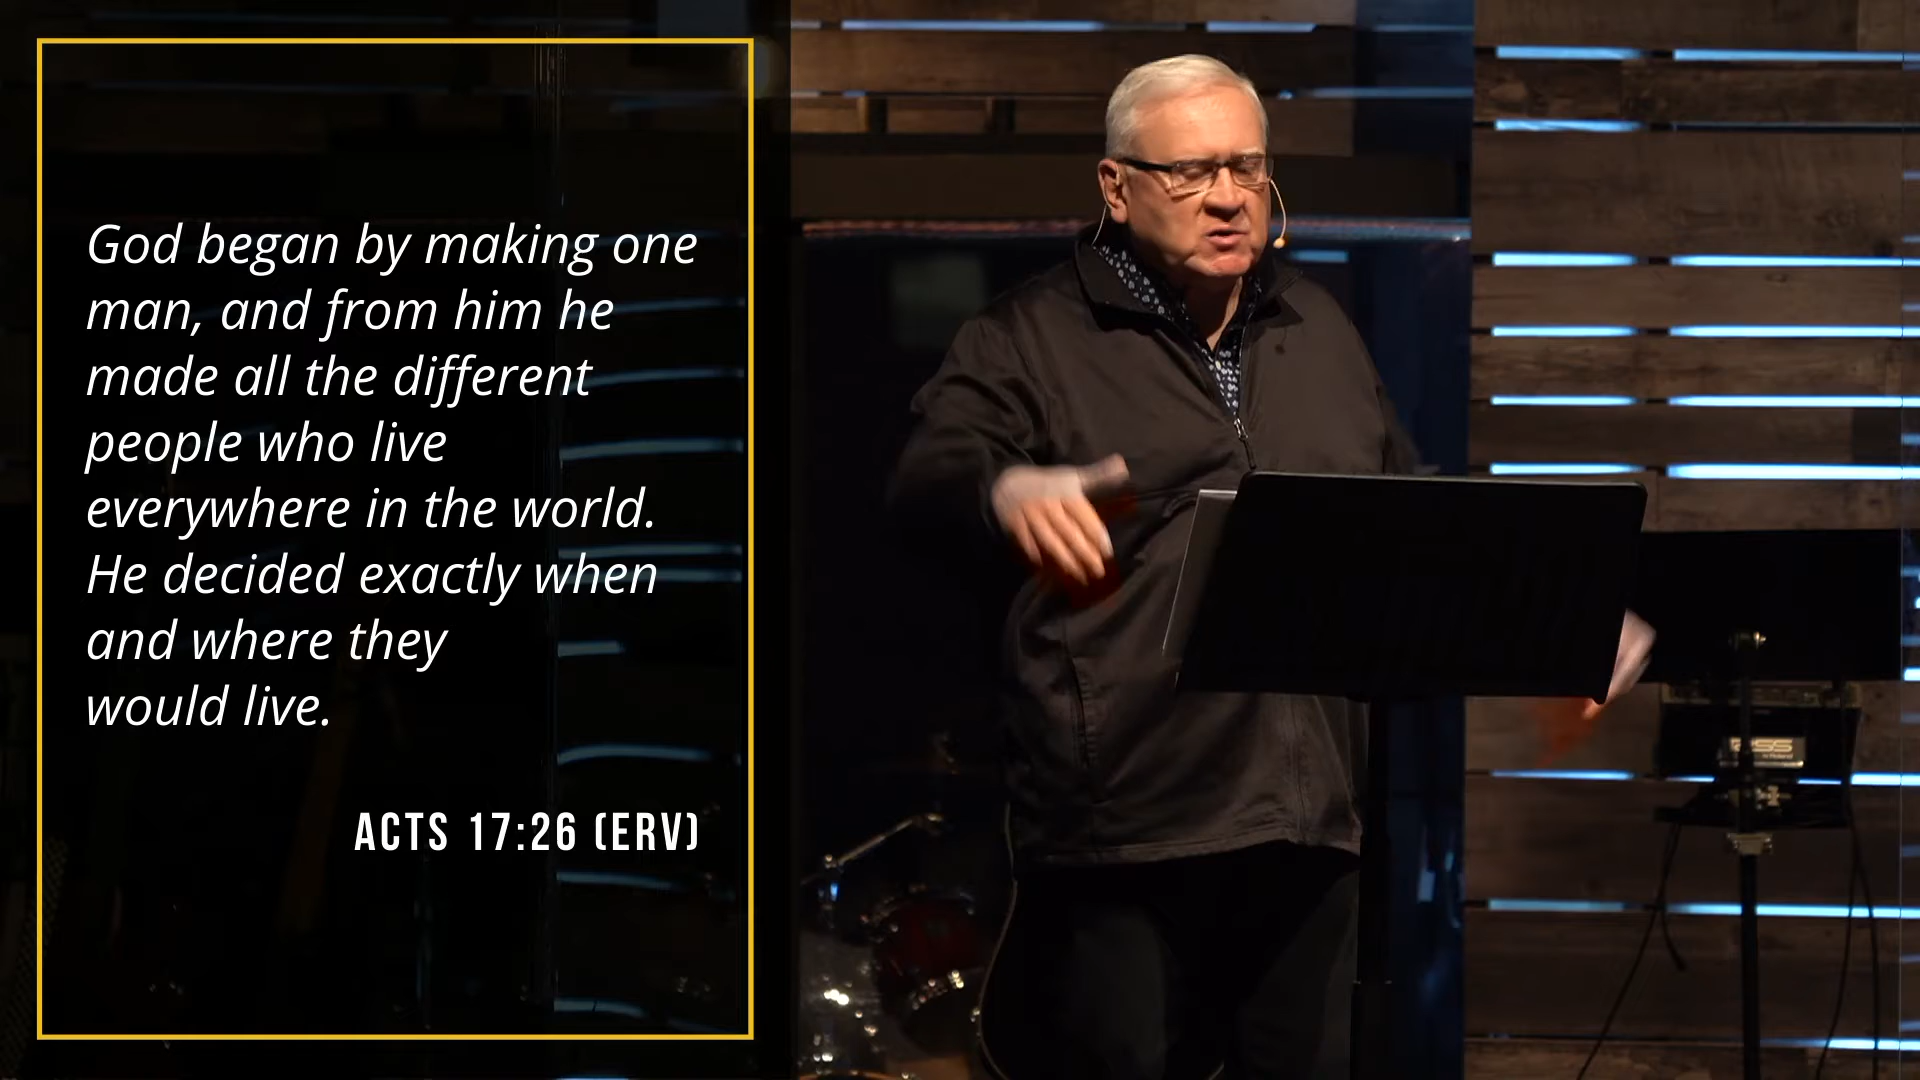 God began by making one
man, and from him he
made all the different
people who live
everywhere in the world.
He decided exactly when
and where they
would live.
ACTS 17:26 (ERV)